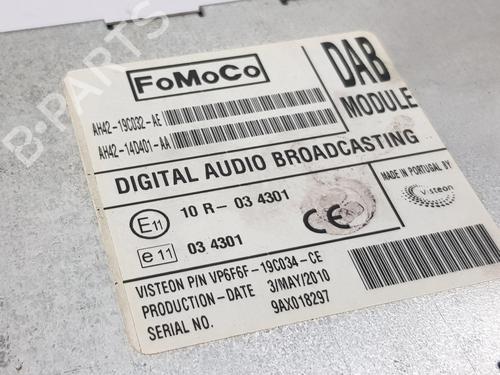 B-PARTS
FoMoCo
DAB
MODULE
AH42-19C032-AE
AH42-14D401-AA
DIGITAL AUDIO BROADCASTING
E11
10 R- 03 4301
e 11
03 4301
CE
MADE IN PORTUGAL BY
Visteon
VISTEON P/N VP6F6F-19C034-CE
PRODUCTION-DATE 3/MAY/2010
SERIAL NO. 9AX018297